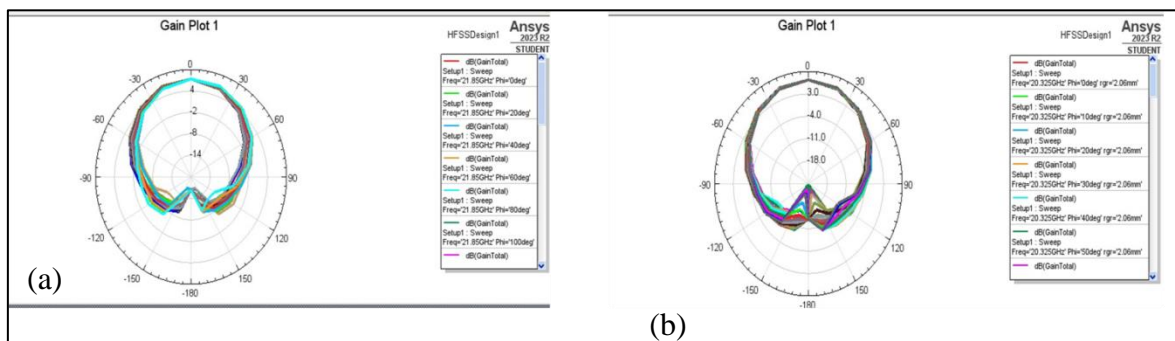 Gain Plot 1
HFSSDesign1
Ansys
2023 R2
STUDENT
0
-30
30
4
-60
-2
60
-8
-14
-90
90
-120
120
-150
150
-180
dB(GainTotal)
Setup1 : Sweep
Freq='21.85GHz' Phi='0deg'
dB(GainTotal)
Setup1 : Sweep
Freq='21.85GHz' Phi='20deg'
dB(GainTotal)
Setup1 : Sweep
Freq='21.85GHz' Phi='40deg'
dB(GainTotal)
Setup1 : Sweep
Freq='21.85GHz' Phi='60deg'
dB(GainTotal)
Setup1 : Sweep
Freq='21.85GHz' Phi='80deg'
dB(GainTotal)
Setup1 : Sweep
Freq='21.85GHz' Phi='100deg'
dB(GainTotal)
(a)
Gain Plot 1
HFSSDesign1
Ansys
2023 R2
STUDENT
0
-30
30
3.0
-60
-4.0
60
-11.0
-18.0
-90
90
-120
120
-150
150
-180
dB(GainTotal)
Setup1 : Sweep
Freq='20.325GHz' Phi='0deg' rgr='2.06mm'
dB(GainTotal)
Setup1 : Sweep
Freq='20.325GHz' Phi='10deg' rgr='2.06mm'
dB(GainTotal)
Setup1 : Sweep
Freq='20.325GHz' Phi='20deg' rgr='2.06mm'
dB(GainTotal)
Setup1 : Sweep
Freq='20.325GHz' Phi='30deg' rgr='2.06mm'
dB(GainTotal)
Setup1 : Sweep
Freq='20.325GHz' Phi='40deg' rgr='2.06mm'
dB(GainTotal)
Setup1 : Sweep
Freq='20.325GHz' Phi='50deg' rgr='2.06mm'
dB(GainTotal)
(b)